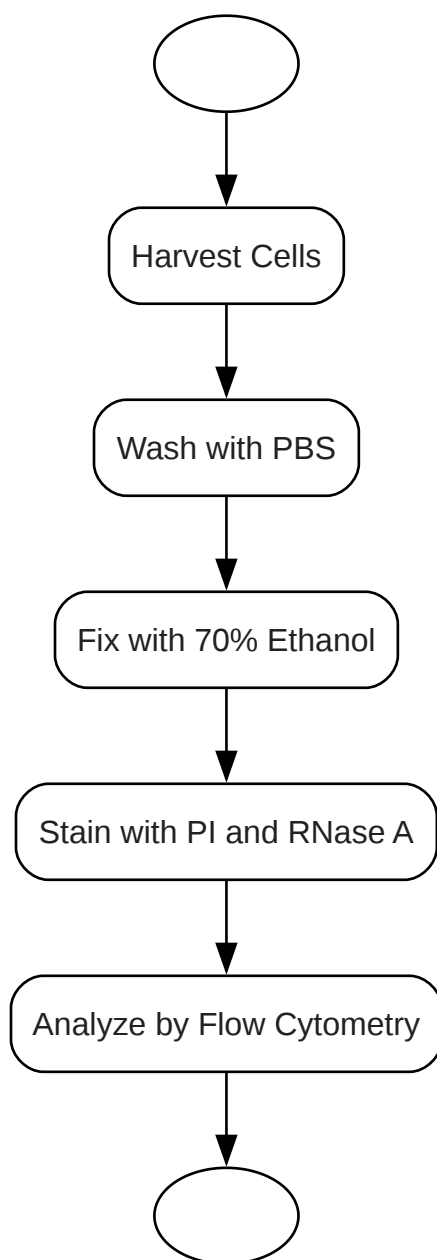 Harvest Cells
Wash with PBS
Fix with 70% Ethanol
Stain with PI and RNase A
Analyze by Flow Cytometry